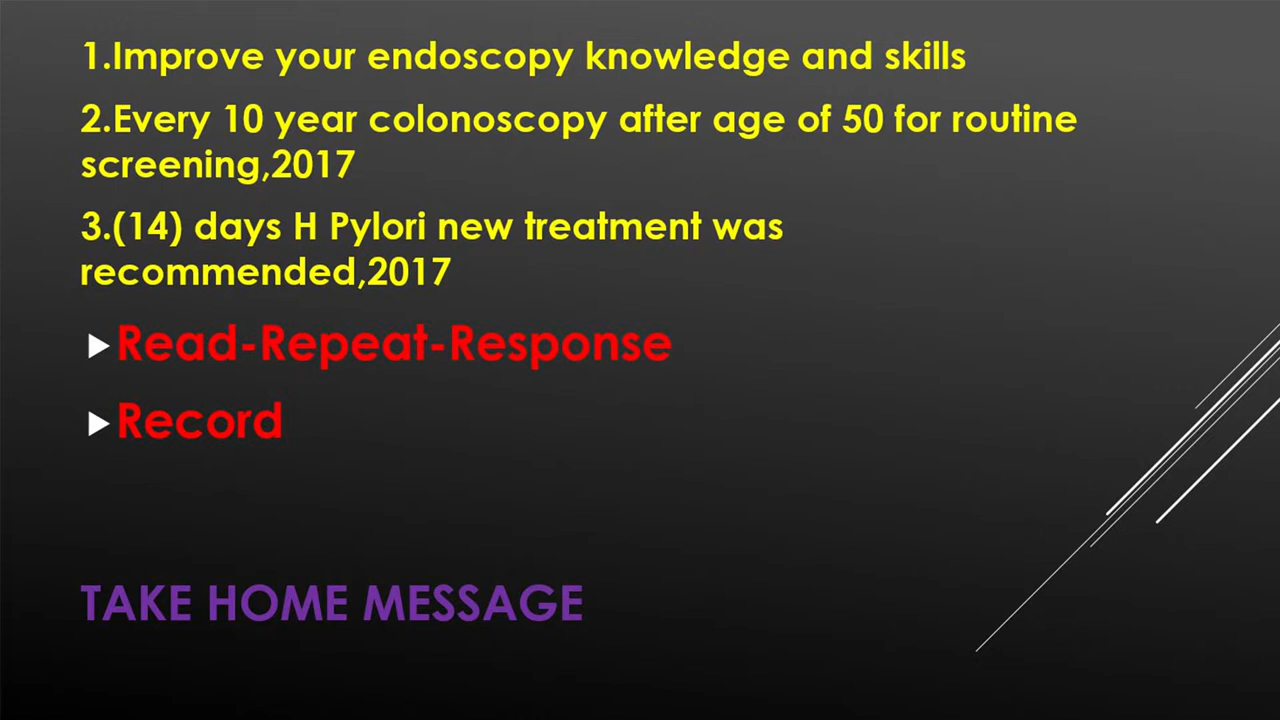 1.Improve your endoscopy knowledge and skills
2.Every 10 year colonoscopy after age of 50 for routine
screening,2017
3.(14) days H Pylori new treatment was
recommended,2017
Read-Repeat-Response
Record
TAKE HOME MESSAGE